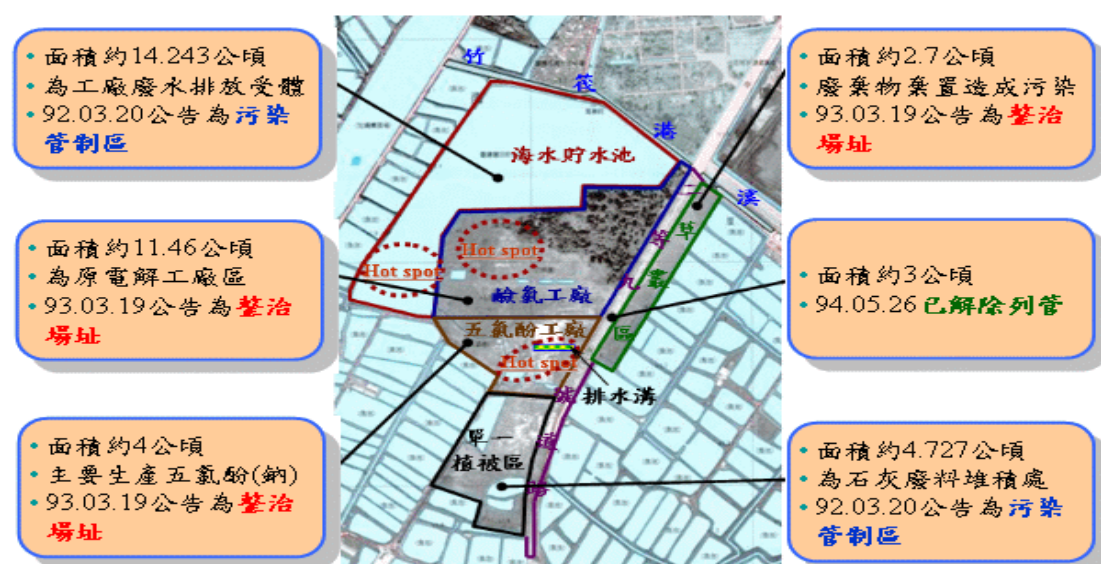 • 面積約14.243公頃
• 為工廠廢水排放受體
• 92.03.20公告為污染
管制區
• 面積約11.46公頃
• 為原電解工廠區
• 93.03.19公告為整治
場址
• 面積約4公頃
• 主要生產五氯酚(鈉)
• 93.03.19公告為整治
場址
竹
筏
港
溪
海水貯水池
Hot spot
Hot spot
鹼氯工廠
五氯酚工廠
Hot spot
排水溝
單一
植被區
二
等
九
號
道
路
草
叢
區
• 面積約2.7公頃
• 廢棄物棄置造成污染
• 93.03.19公告為整治
場址
• 面積約3公頃
• 94.05.26已解除列管
• 面積約4.727公頃
• 為石灰廢料堆積處
• 92.03.20公告為污染
管制區